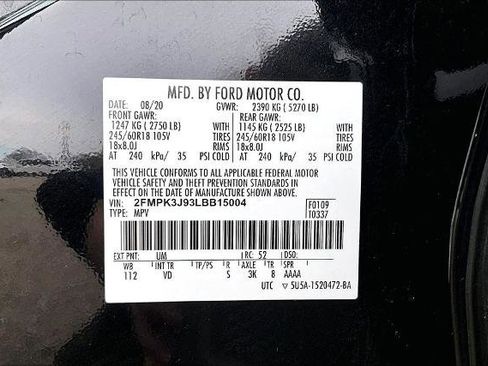 MFD. BY FORD MOTOR CO.
DATE: 08/20 GVWR: 2390 KG ( 5270 LB)
FRONT GAWR: REAR GAWR:
1247 KG ( 2750 LB) WITH 1145 KG ( 2525 LB) WITH
245/60R18 105V TIRES 245/60R18 105V TIRES
18x8.0J RIMS 18x8.0J RIMS
AT 240 kPa/ 35 PSI COLD AT 240 kPa/ 35 PSI COLD
THIS VEHICLE CONFORMS TO ALL APPLICABLE FEDERAL MOTOR
VEHICLE SAFETY AND THEFT PREVENTION STANDARDS IN
EFFECT ON THE DATE OF MANUFACTURE SHOWN ABOVE.
VIN: 2FMPK3J93LBB15004 F0109
TYPE: MPV T0337
EXT PNT: UM RC: 52 DSO:
WB INT TR TP/PS R AXLE TR SPR
112 VD S 3K 8 AAAA
UTC 5U5A-1520472-BA